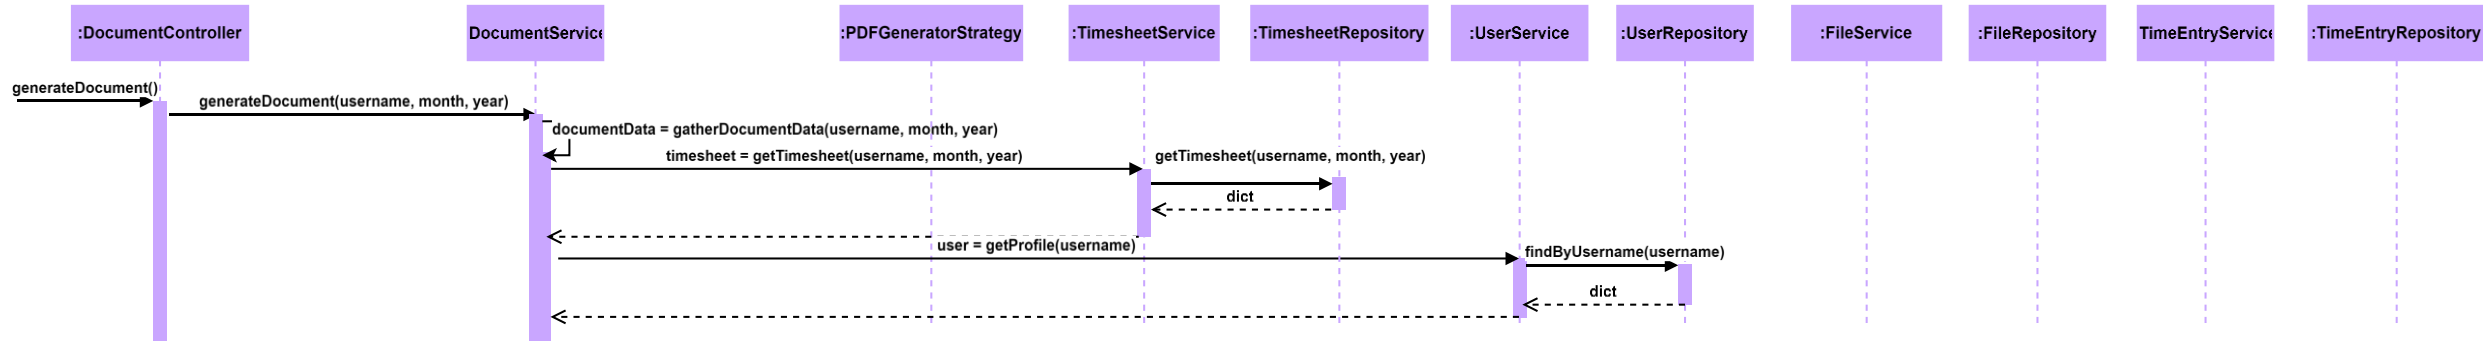 :DocumentController
DocumentService
:PDFGeneratorStrategy
:TimesheetService
:TimesheetRepository
:UserService
:UserRepository
:FileService
:FileRepository
TimeEntryService
:TimeEntryRepository
generateDocument()
generateDocument(username, month, year)
documentData = gatherDocumentData(username, month, year)
timesheet = getTimesheet(username, month, year)
getTimesheet(username, month, year)
dict
user = getProfile(username)
findByUsername(username)
dict